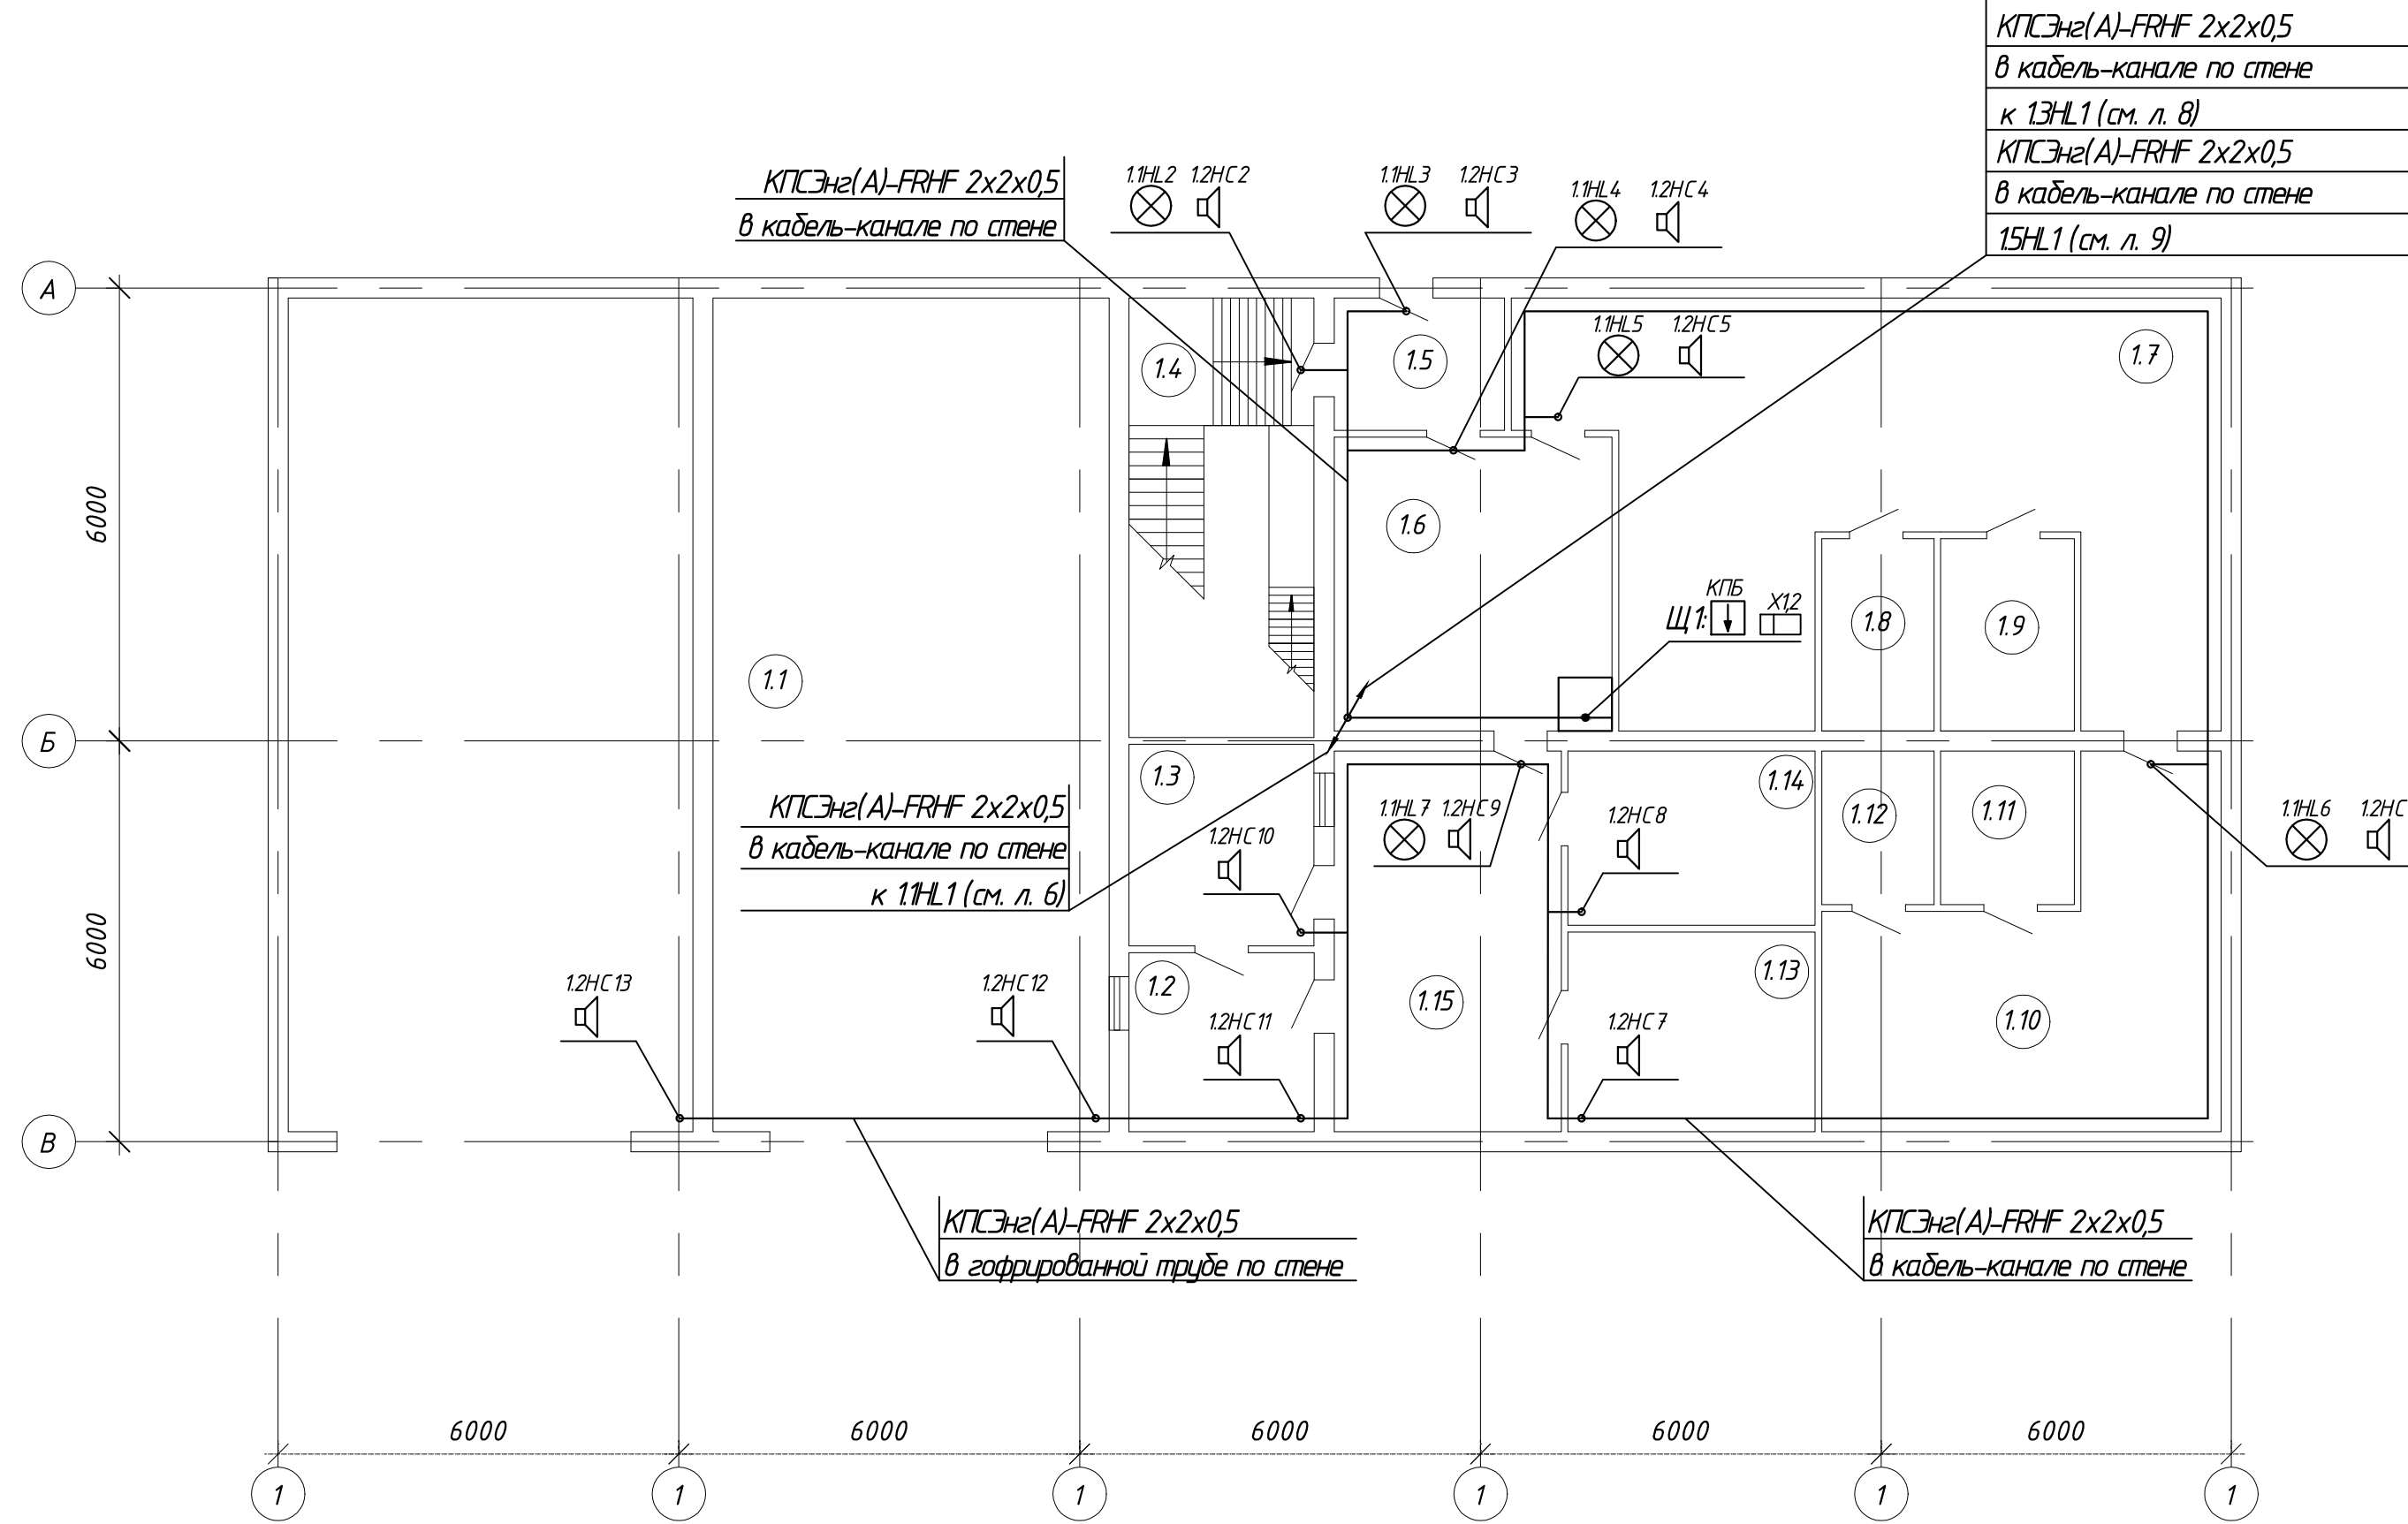 КПСЭнг(А)-FRHF 2х2х0,5
в кабель-канале по стене
к 1.3HL1 (см. л. 8)
КПСЭнг(А)-FRHF 2х2х0,5
в кабель-канале по стене
1.5HL1 (см. л. 9)
КПСЭнг(А)-FRHF 2х2х0,5
в кабель-канале по стене
1.1HL2 1.2HC2
1.1HL3 1.2HC3
1.1HL4 1.2HC4
А
1.4
1.5
1.1HL5 1.2HC5
1.7
6000
1.6
КПБ
Щ1: Х1,2
1.8
1.9
1.1
Б
1.3
1.14
1.12
1.11
КПСЭнг(А)-FRHF 2х2х0,5
в кабель-канале по стене
к 1.1HL1 (см. л. 6)
1.2HC10
1.1HL7 1.2HC9
1.2HC8
1.1HL6 1.2HC
6000
1.2HC13
1.2HC12
1.2
1.2HC11
1.15
1.2HC7
1.13
1.10
В
КПСЭнг(А)-FRHF 2х2х0,5
в гофрированной трубе по стене
КПСЭнг(А)-FRHF 2х2х0,5
в кабель-канале по стене
6000 6000 6000 6000 6000
1 1 1 1 1 1